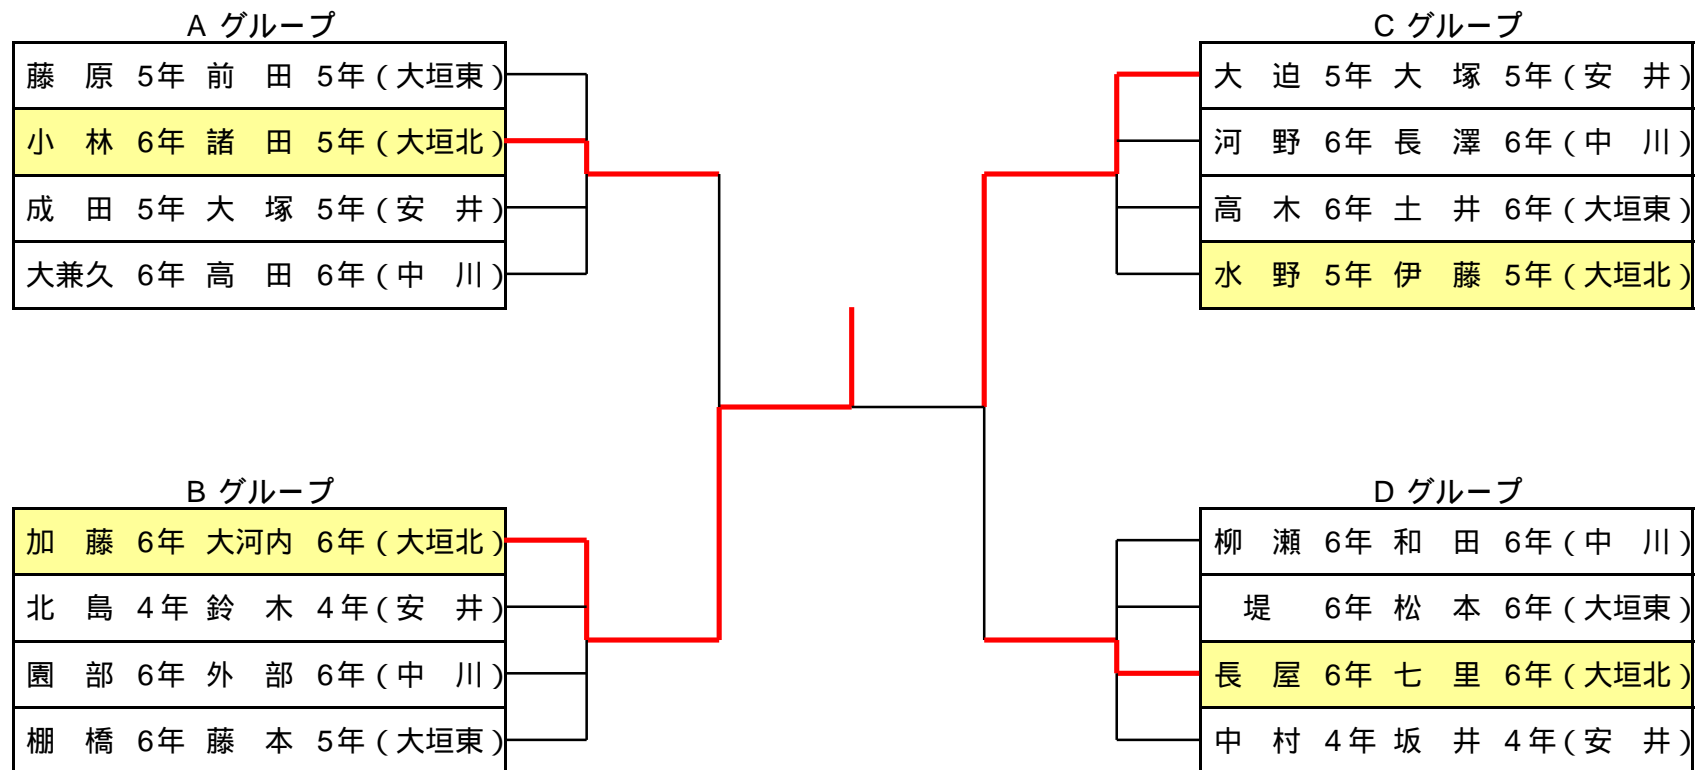 A グループ
藤 原 5年 前 田 5年 ( 大垣東 )
小 林 6年 諸 田 5年 ( 大垣北 )
成 田 5年 大 塚 5年 ( 安 井 )
大兼久 6年 高 田 6年 ( 中 川 )
B グループ
加 藤 6年 大河内 6年 ( 大垣北 )
北 島 4年 鈴 木 4年 ( 安 井 )
園 部 6年 外 部 6年 ( 中 川 )
棚 橋 6年 藤 本 5年 ( 大垣東 )
C グループ
大 迫 5年 大 塚 5年 ( 安 井 )
河 野 6年 長 澤 6年 ( 中 川 )
高 木 6年 土 井 6年 ( 大垣東 )
水 野 5年 伊 藤 5年 ( 大垣北 )
D グループ
柳 瀬 6年 和 田 6年 ( 中 川 )
堤 6年 松 本 6年 ( 大垣東 )
長 屋 6年 七 里 6年 ( 大垣北 )
中 村 4年 坂 井 4年 ( 安 井 )